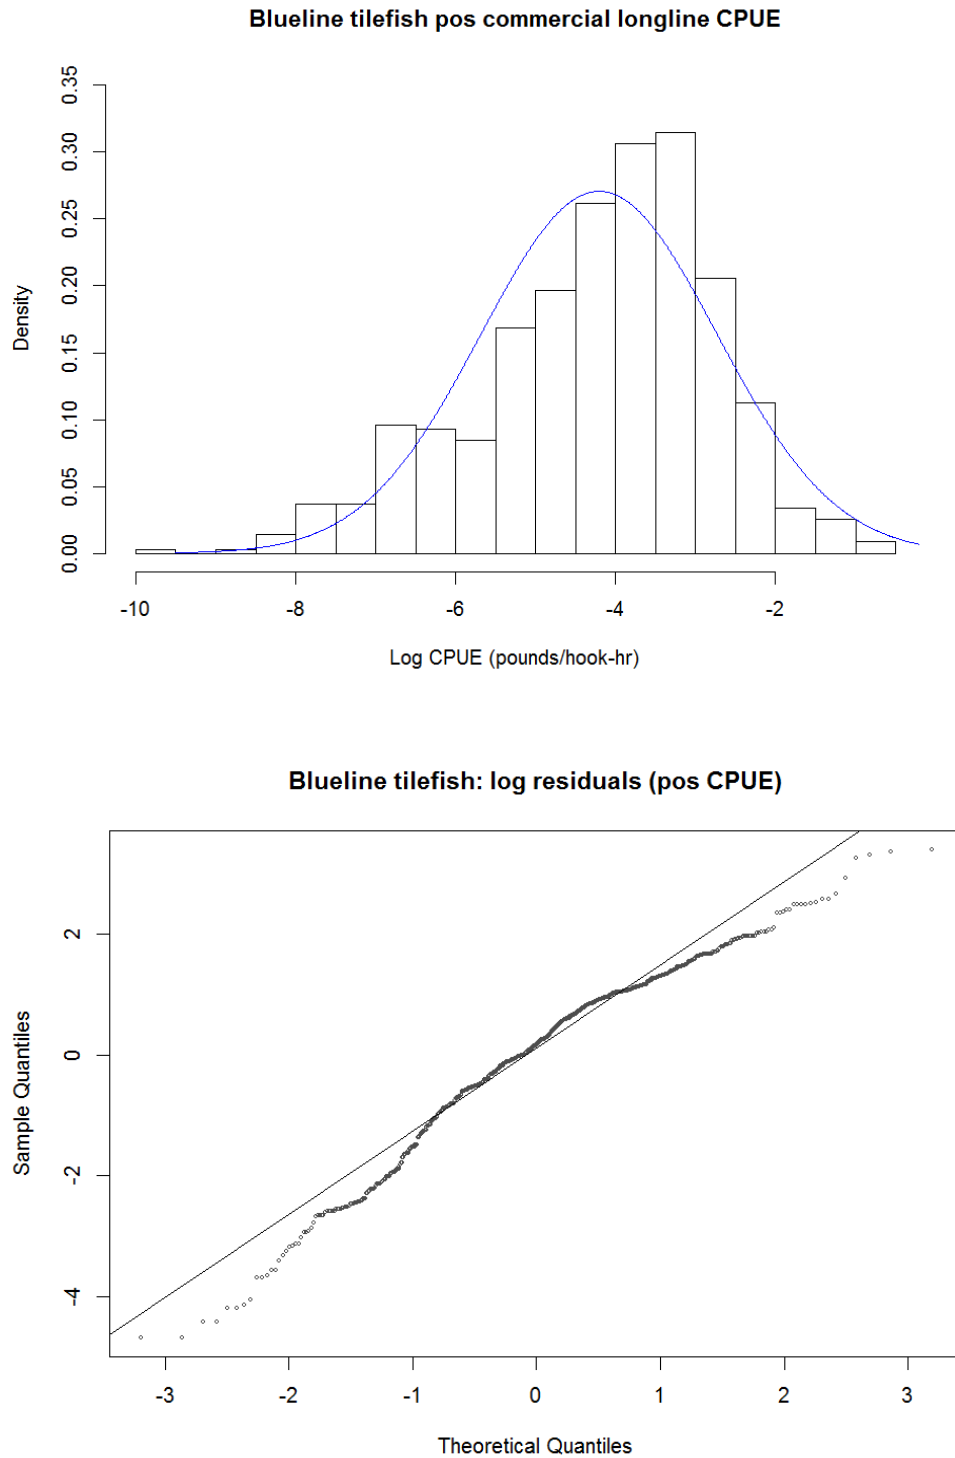 Blueline tilefish pos commercial longline CPUE
0.35
0.30
0.25
0.20
0.15
0.10
0.05
0.00
Density
-10 -8 -6 -4 -2
Log CPUE (pounds/hook-hr)
Blueline tilefish: log residuals (pos CPUE)
2
0
-2
-4
Sample Quantiles
-3 -2 -1 0 1 2 3
Theoretical Quantiles